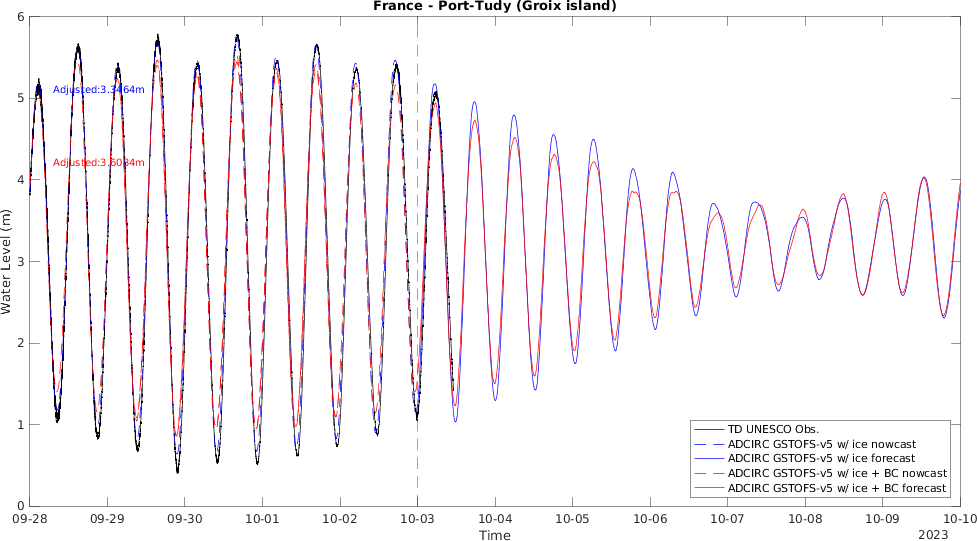 France - Port-Tudy (Groix island)
6
5
4
3
2
1
0
Water Level (m)
Adjusted:3.3464m
Adjusted:3.6034m
TD UNESCO Obs.
ADCIRC GSTOFS-v5 w/ ice nowcast
ADCIRC GSTOFS-v5 w/ ice forecast
ADCIRC GSTOFS-v5 w/ ice + BC nowcast
ADCIRC GSTOFS-v5 w/ ice + BC forecast
09-28 09-29 09-30 10-01 10-02 10-03 10-04 10-05 10-06 10-07 10-08 10-09 10-10
Time
2023